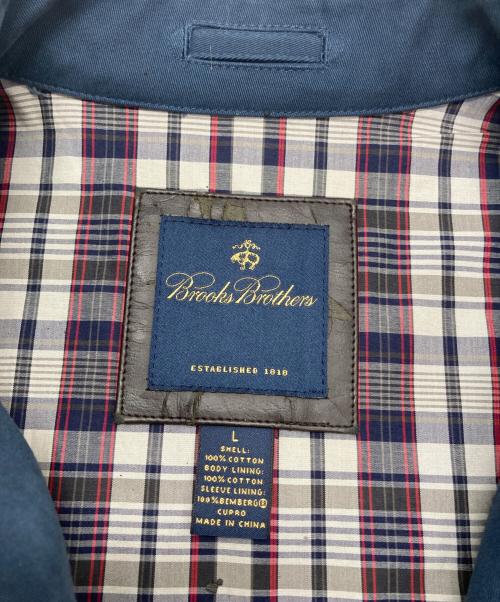 Brooks Brothers
ESTABLISHED 1818
L
SHELL:
100% COTTON
BODY LINING:
100% COTTON
SLEEVE LINING:
100% BEMBERG®
CUPRO
MADE IN CHINA